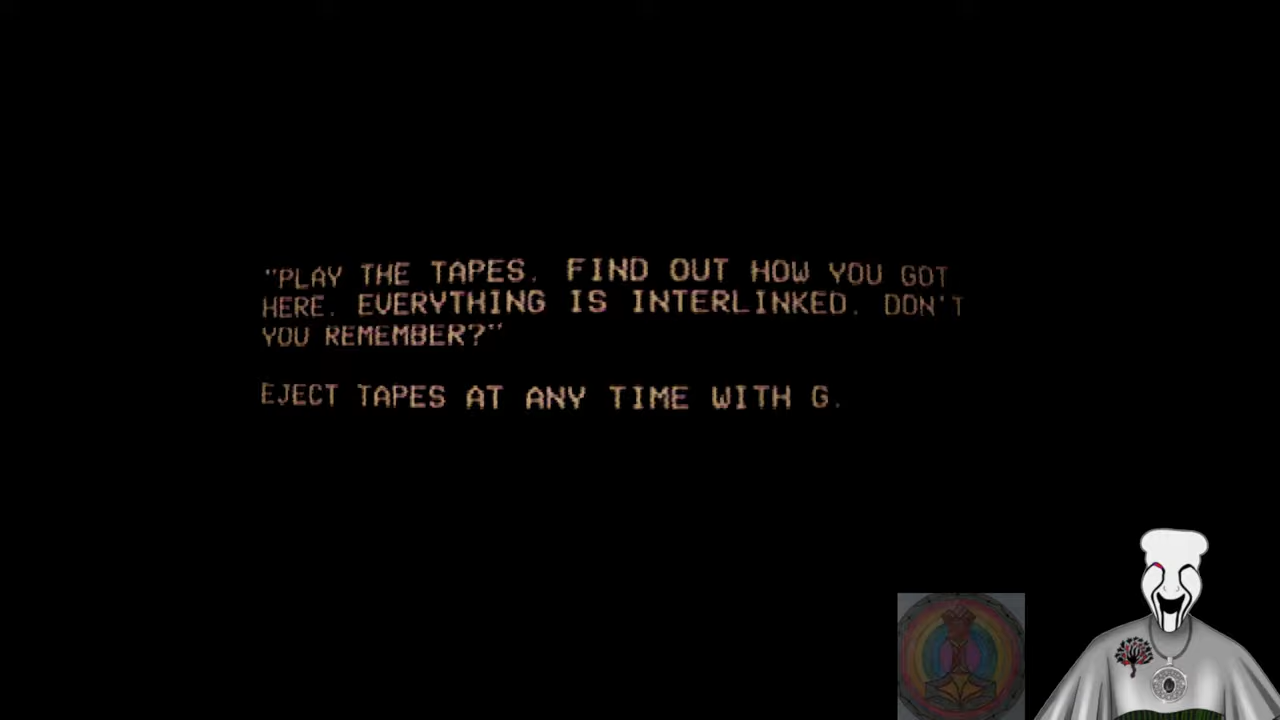 "PLAY THE TAPES. FIND OUT HOW YOU GOT
HERE. EVERYTHING IS INTERLINKED. DON'T
YOU REMEMBER?"
EJECT TAPES AT ANY TIME WITH G.